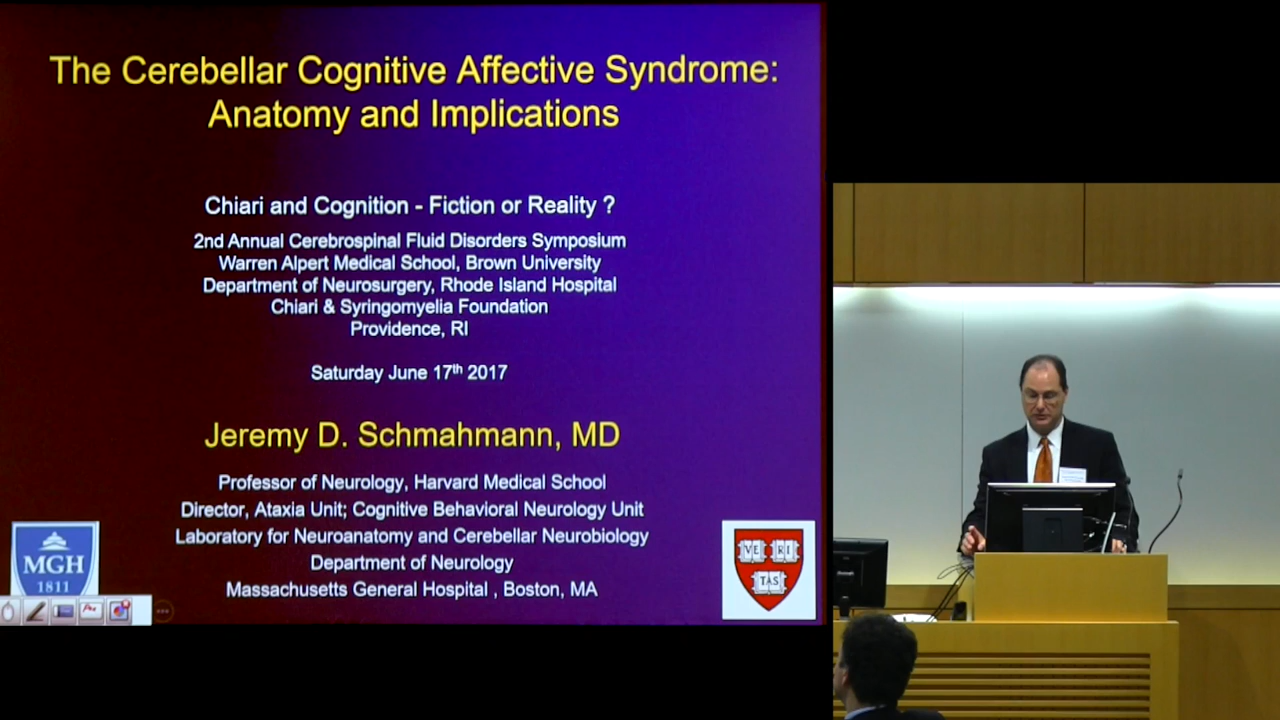 The Cerebellar Cognitive Affective Syndrome:
Anatomy and Implications
Chiari and Cognition - Fiction or Reality ?
2nd Annual Cerebrospinal Fluid Disorders Symposium
Warren Alpert Medical School, Brown University
Department of Neurosurgery, Rhode Island Hospital
Chiari & Syringomyelia Foundation
Providence, RI
Saturday June 17th 2017
Jeremy D. Schmahmann, MD
Professor of Neurology, Harvard Medical School
Director, Ataxia Unit; Cognitive Behavioral Neurology Unit
Laboratory for Neuroanatomy and Cerebellar Neurobiology
Department of Neurology
Massachusetts General Hospital , Boston, MA
MGH
1811
VE RI
TAS